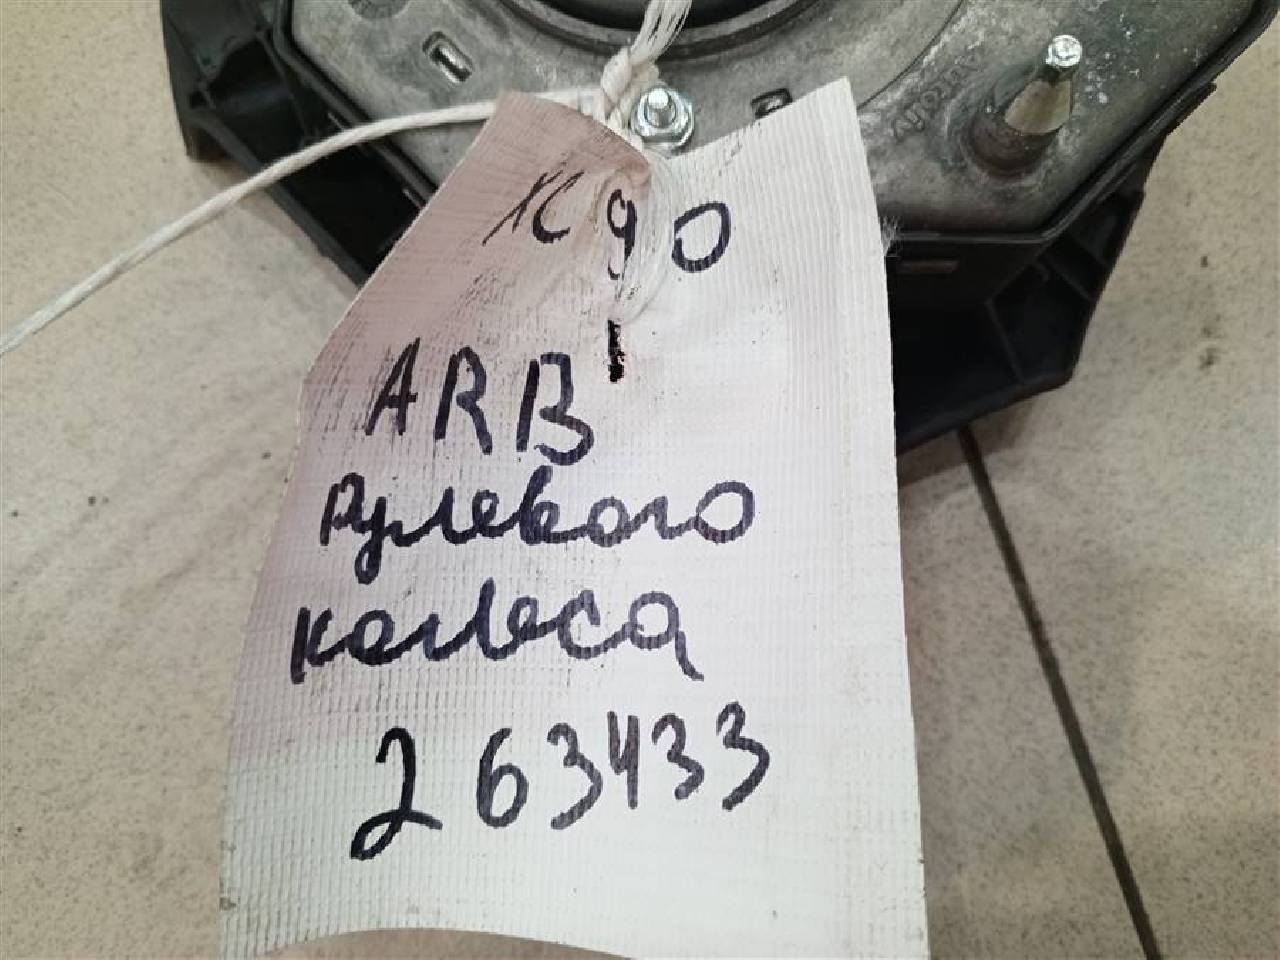 XC90
ARB
рулевого
колеса
263433